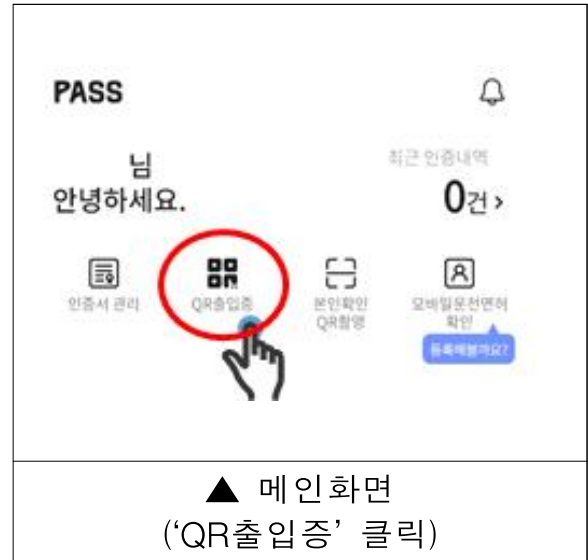 PASS
님
안녕하세요.
최근 인증내역
0건 >
인증서 관리
QR출입증
본인확인
QR촬영
모바일운전면허
확인
등록해볼까요?
▲ 메인화면
(‘QR출입증’ 클릭)